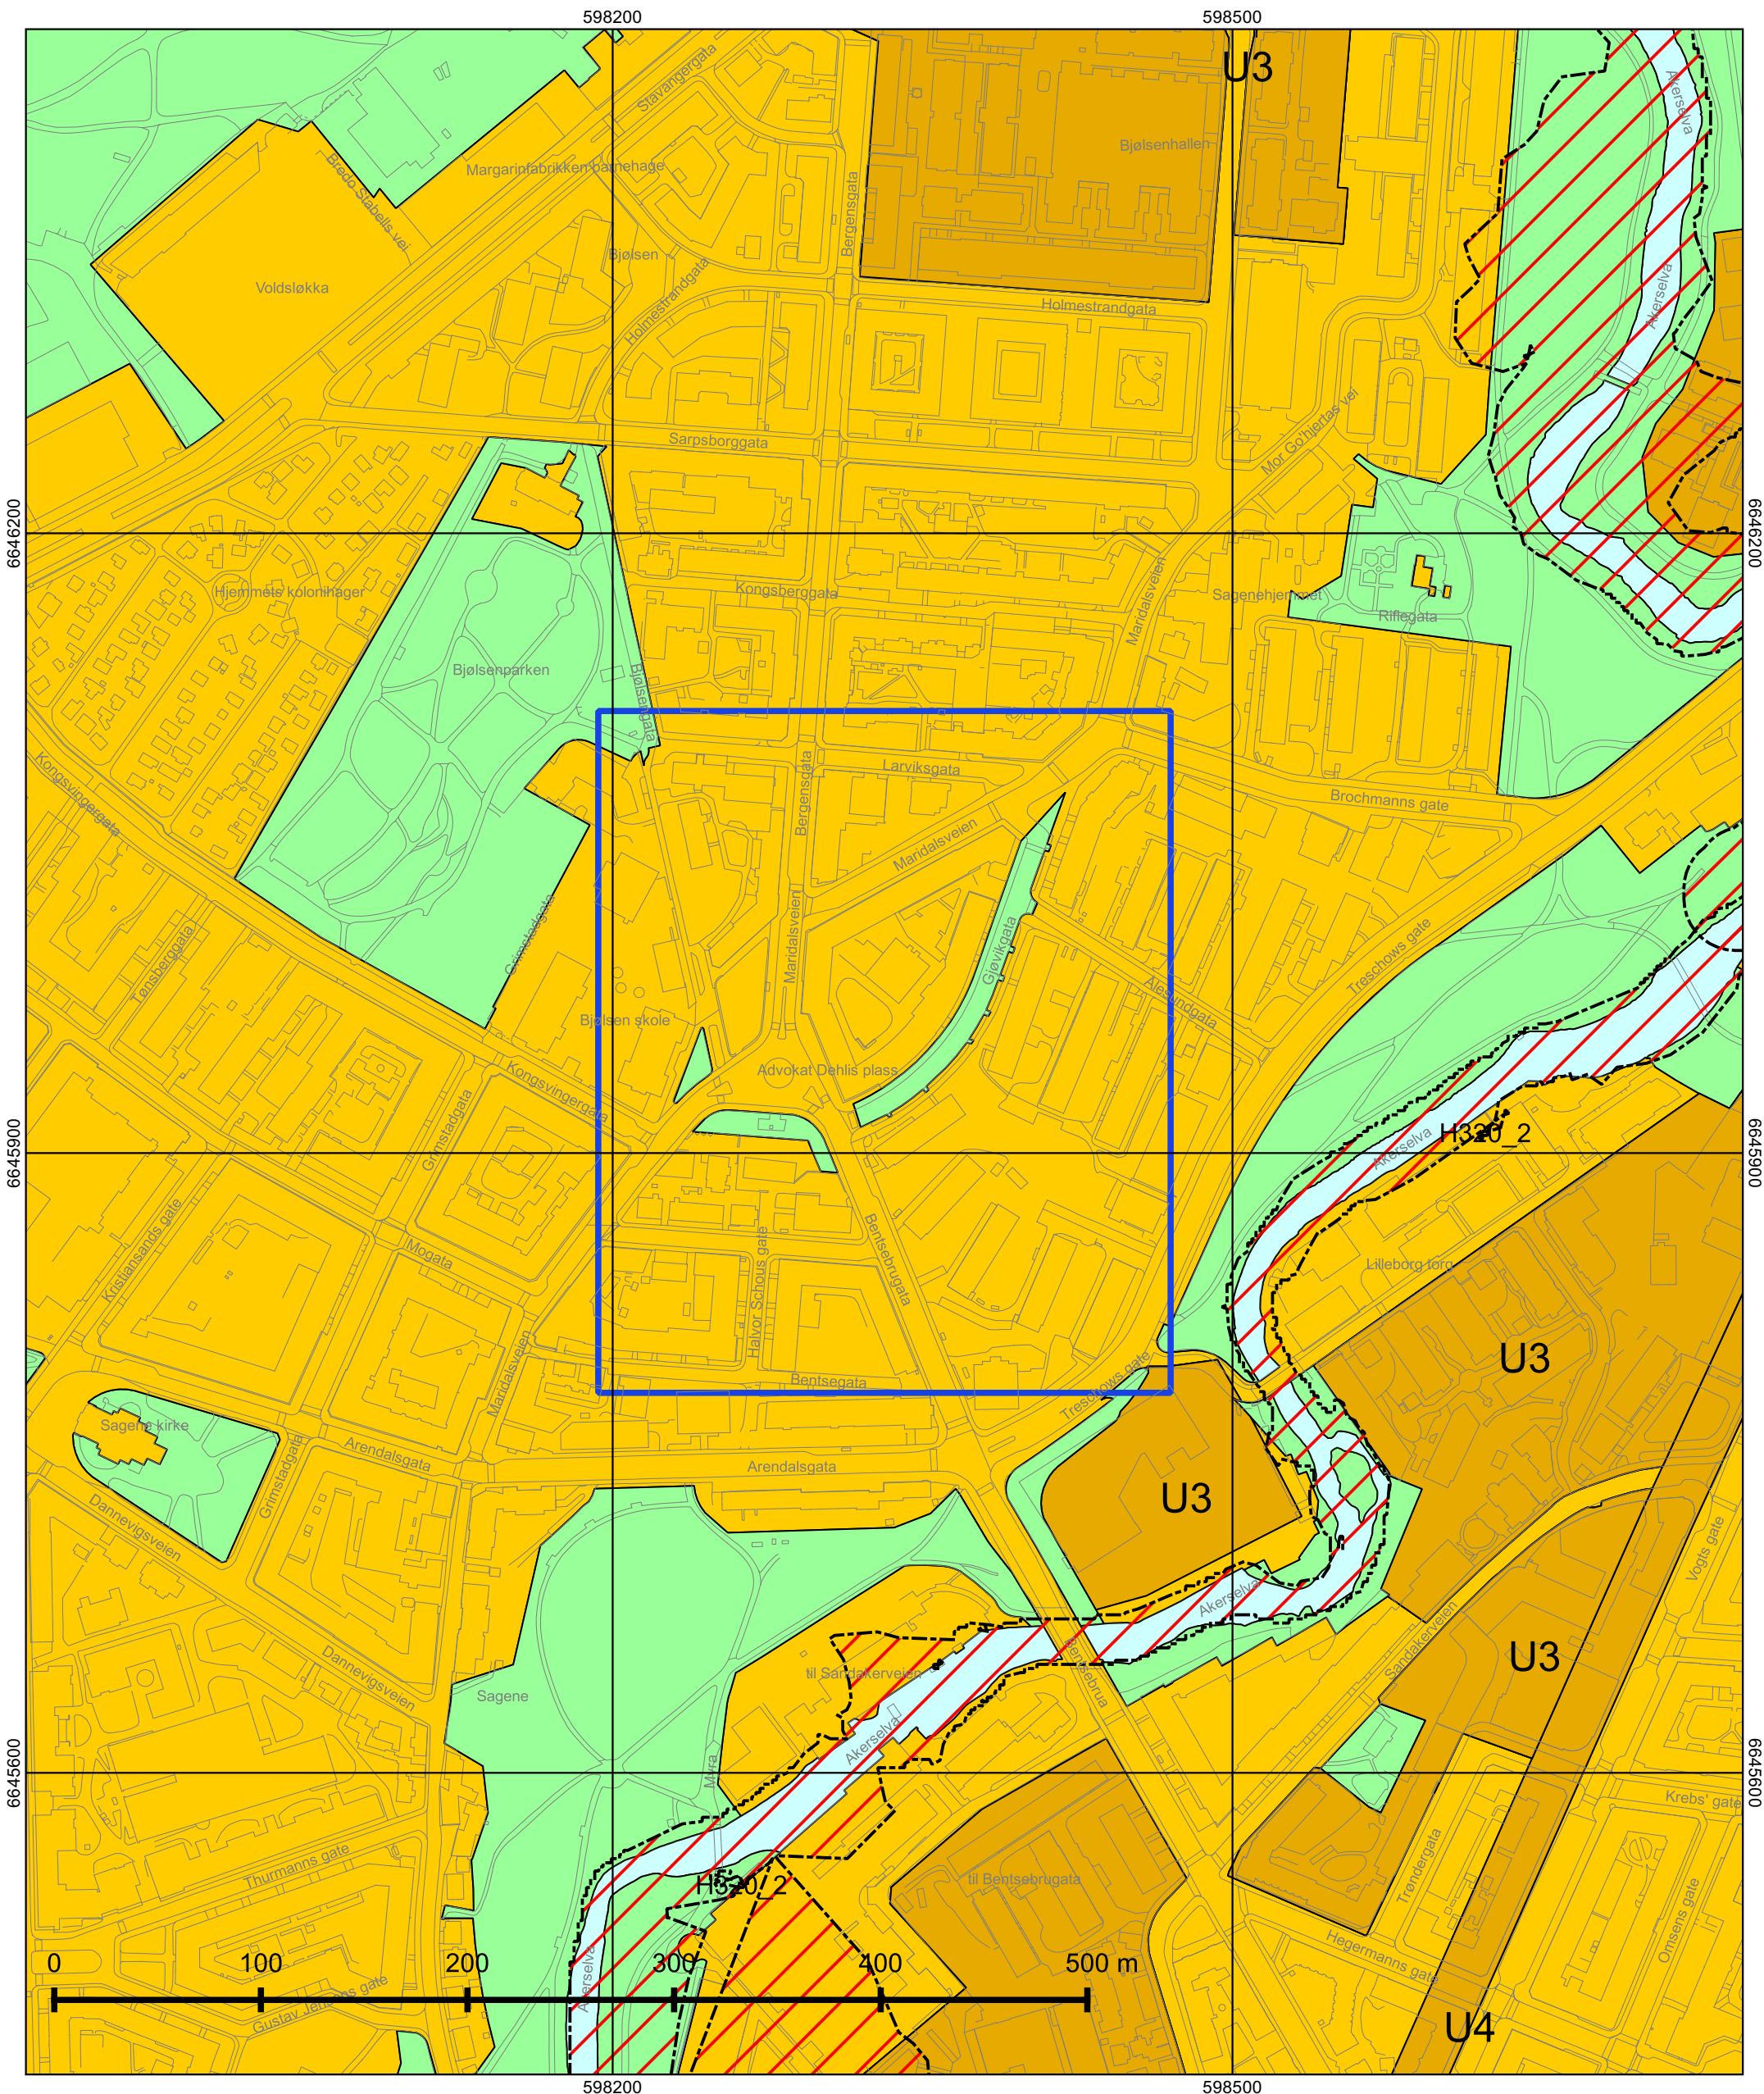 598200
598500
U3
Akerselva
Stavangergata
Bjølsenhallen
Margarinfabrikken barnehage
Bredo Stabells vei
Bergensgata
Bjølsen
Voldsløkka
Holmestrandgata
Akerselva
Holmestrandgata
Mor Go'hjertas vei
Sarpsborggata
6646200
6646200
Hjemmets kolonihager
Kongsberggata
Maridalsveien
Sagenehjemmet
Riflegata
Bjølsenparken
Bjølsengata
Kongsvingergata
Larviksgata
Bergensgata
Brochmanns gate
Maridalsveien
Grimstadgata
Tønsberggata
Maridalsveien
Gjøvikgata
Treschows gate
Ålesundgata
Bjølsen skole
Advokat Dehlis plass
Kongsvingergata
Grimstadgata
H320_2
Akerselva
6645900
6645900
Kristiansands gate
Mogata
Bentsebrugata
Halvor Schous gate
Lilleborg torg
U3
Maridalsveien
Bentsegata
Treschows gate
Sagene kirke
Arendalsgata
Arendalsgata
Grimstadgata
U3
Dannevigsveien
Vogts gate
Akerselva
Sandakerveien
U3
Dannevigsveien
til Sandakerveien
Bentsebrua
Sagene
Akerselva
Myra
6645600
6645600
Krebs' gate
Thurmanns gate
H320_2
til Bentsebrugata
Trøndergata
Omsens gate
Hegermanns gate
Akerselva
0 100 200 300 400 500 m
Gustav Jensens gate
U4
598200
598500